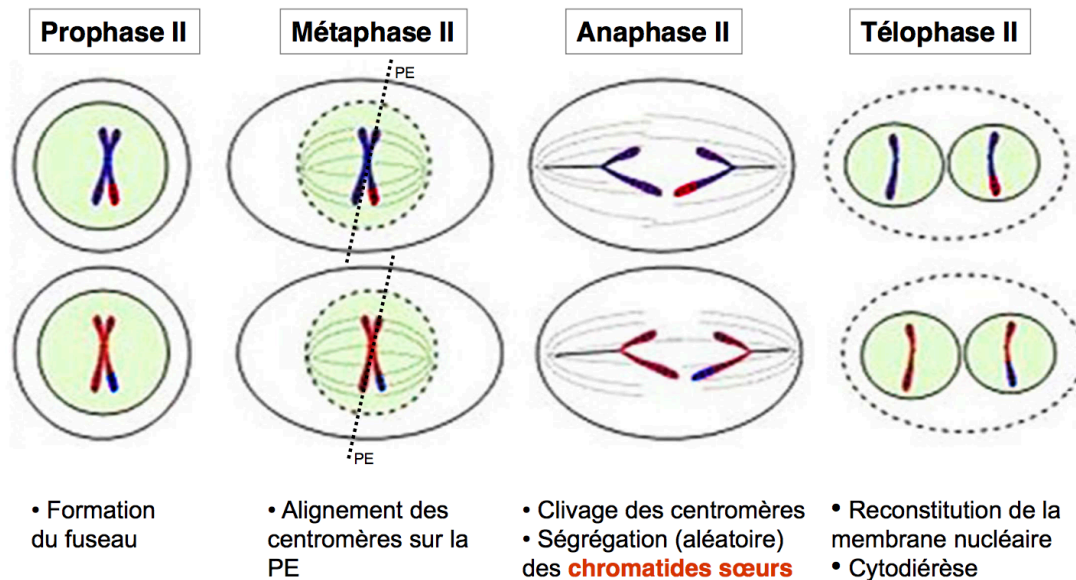 Prophase II
Métaphase II
Anaphase II
Télophase II
PE
PE
• Formation
du fuseau
• Alignement des
centromères sur la
PE
• Clivage des centromères
• Ségrégation (aléatoire)
des chromatides sœurs
• Reconstitution de la
membrane nucléaire
• Cytodiérèse